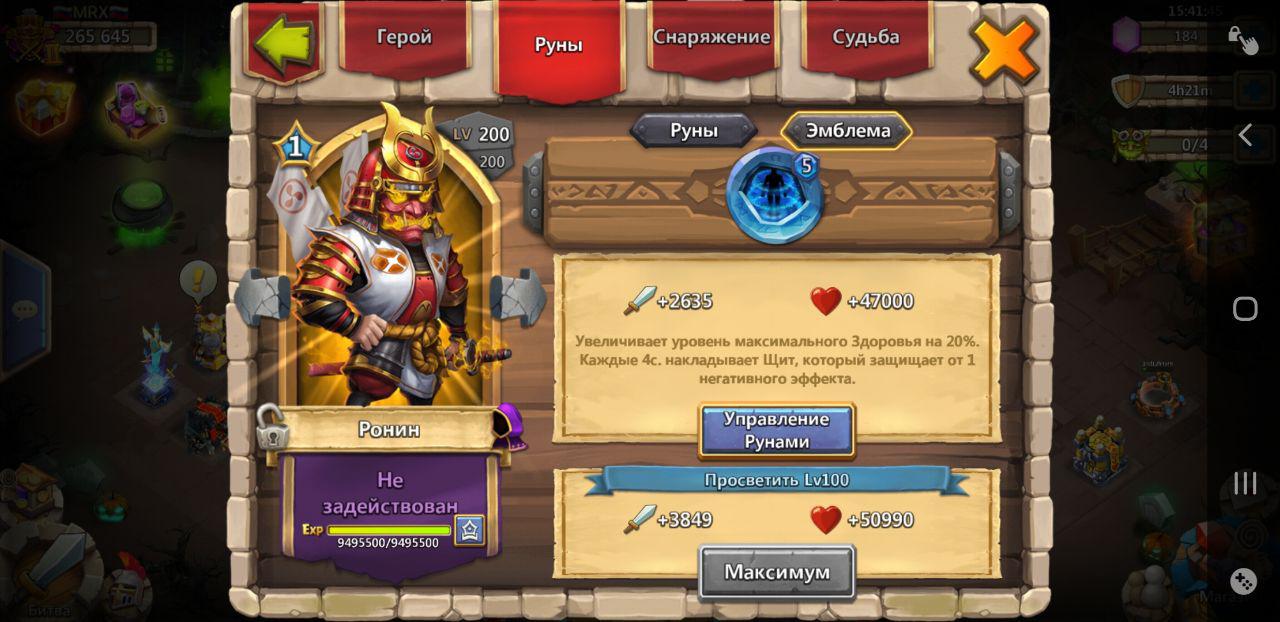 MRX
265 645
Герой
Руны
Снаряжение
Судьба
15:41:45
184
4h21m
0/4
1
LV 200
200
Руны
Эмблема
5
+2635
+47000
Увеличивает уровень максимального Здоровья на 20%.
Каждые 4с. накладывает Щит, который защищает от 1
негативного эффекта.
Управление
Рунами
Ронин
Не
задействован
Exp
9495500/9495500
Просветить Lv100
+3849
+50990
Максимум
Битва